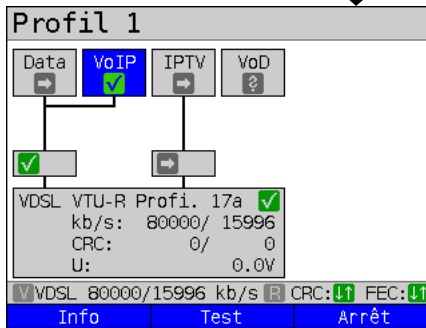 Profil 1
Data VoIP IPTV VoD
?
VDSL VTU-R Profi. 17a
kb/s: 80000/ 15996
CRC: 0/ 0
U: 0.0V
V VDSL 80000/15996 kb/s R CRC: FEC:
Info Test Arrêt